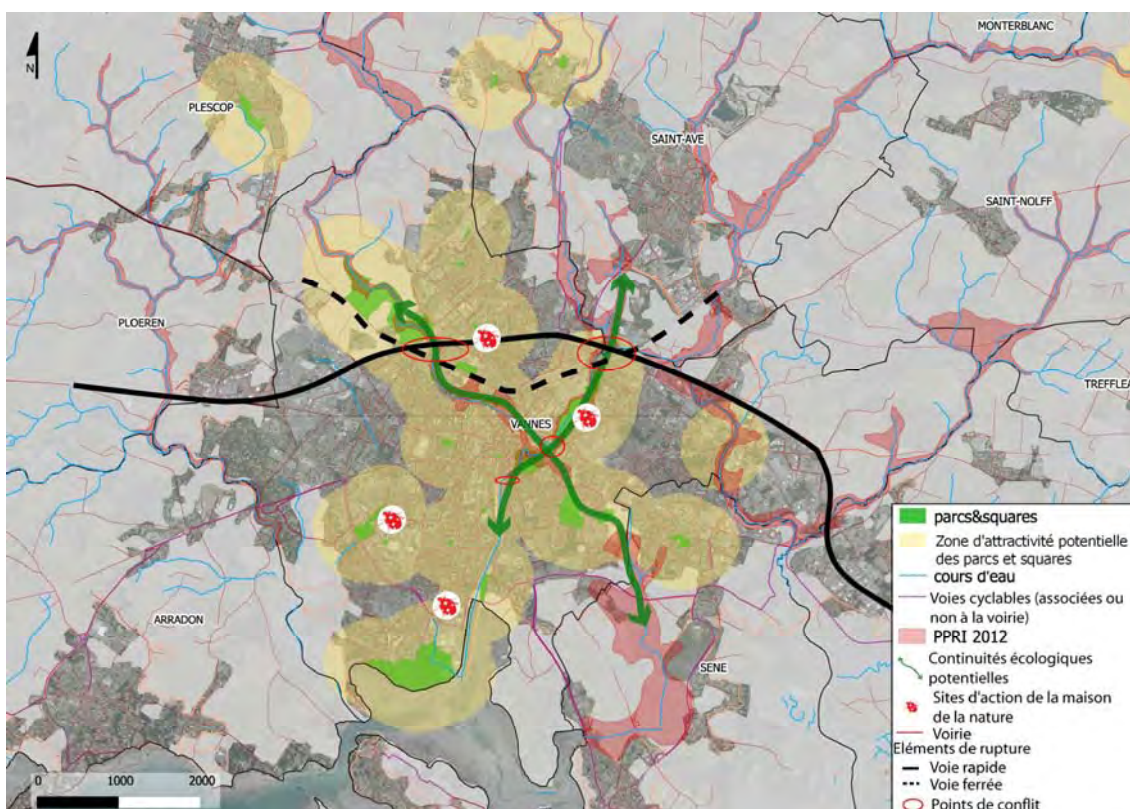 MONTERBLANC
N
PLESCOP
SAINT-AVE
SAINT-NOLFF
PLOEREN
TREFFLEA
VANNES
ARRADON
SENE
parcs&squares
Zone d'attractivité potentielle
des parcs et squares
cours d'eau
Voies cyclables (associées ou
non à la voirie)
PPRI 2012
Continuités écologiques
potentielles
Sites d'action de la maison
de la nature
Voirie
Eléments de rupture
Voie rapide
Voie ferrée
Points de conflit
0 1000 2000